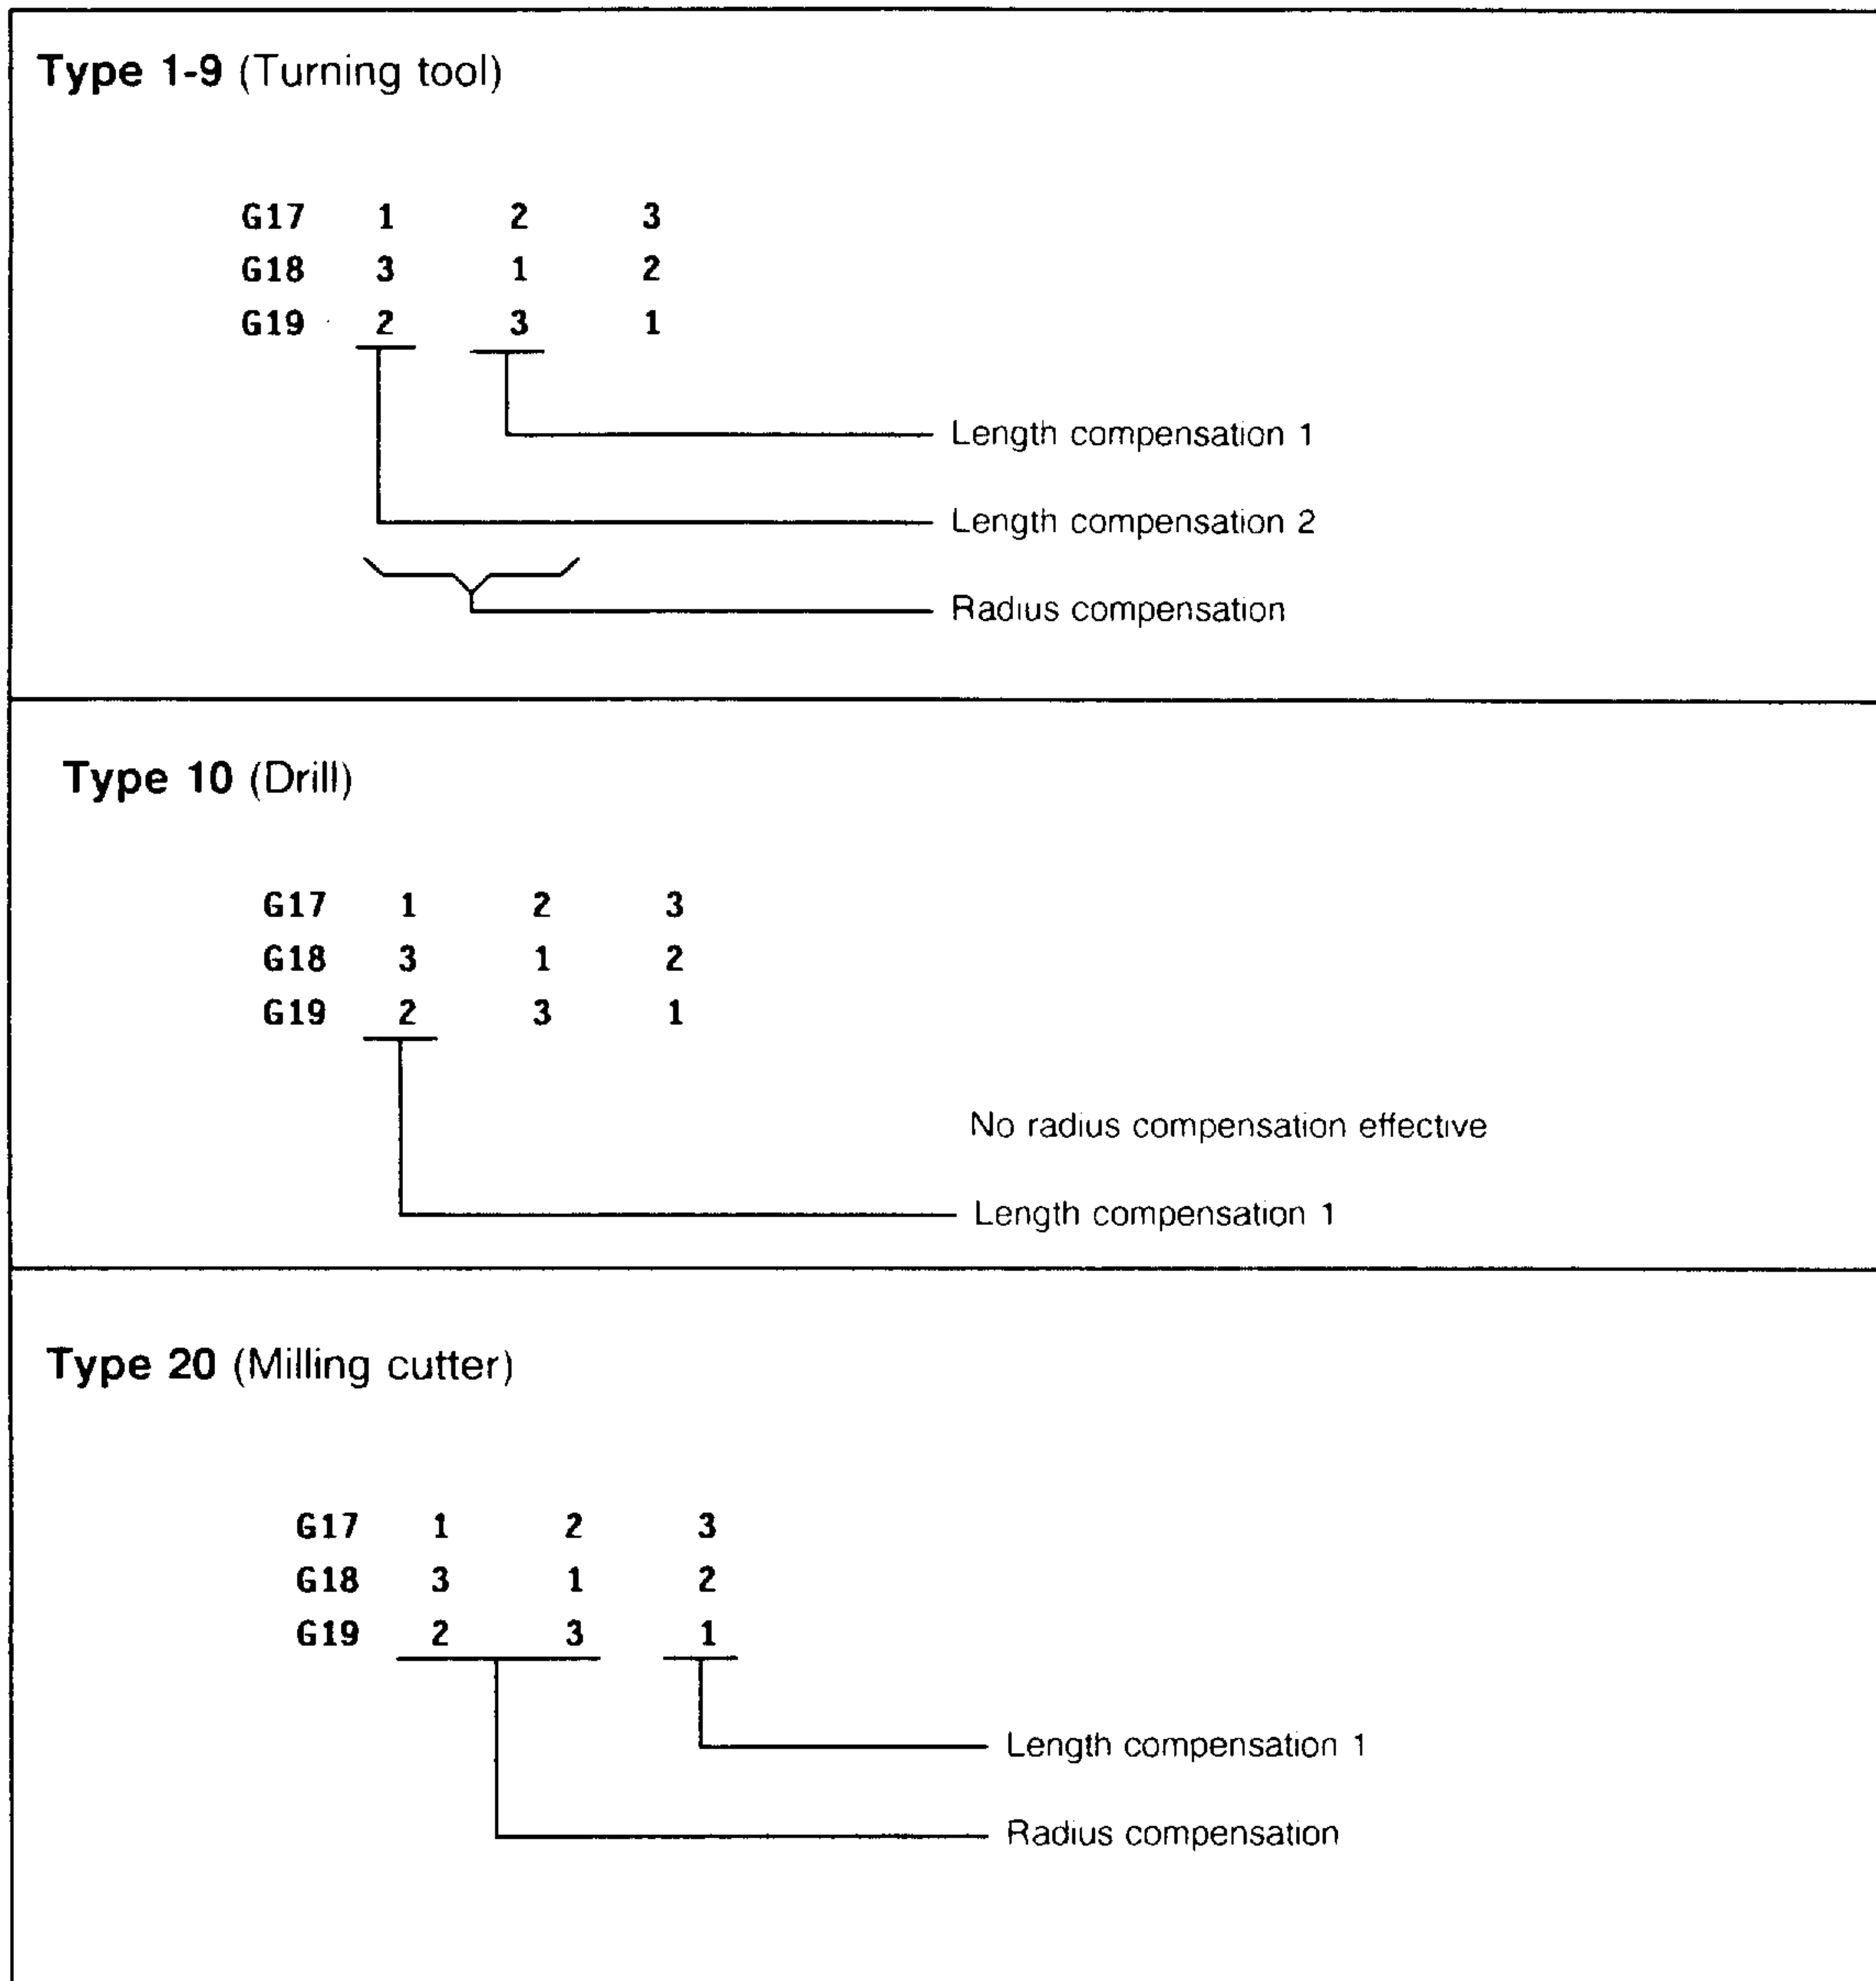 Type 1-9 (Turning tool)
G17 1 2 3
G18 3 1 2
G19 2 3 1
Length compensation 1
Length compensation 2
Radius compensation
Type 10 (Drill)
G17 1 2 3
G18 3 1 2
G19 2 3 1
No radius compensation effective
Length compensation 1
Type 20 (Milling cutter)
G17 1 2 3
G18 3 1 2
G19 2 3 1
Length compensation 1
Radius compensation